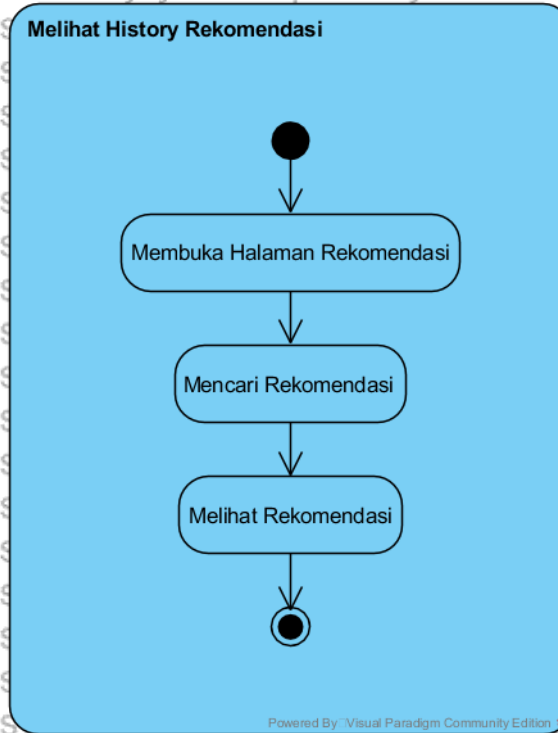 Melihat History Rekomendasi
Membuka Halaman Rekomendasi
Mencari Rekomendasi
Melihat Rekomendasi
Powered By Visual Paradigm Community Edition